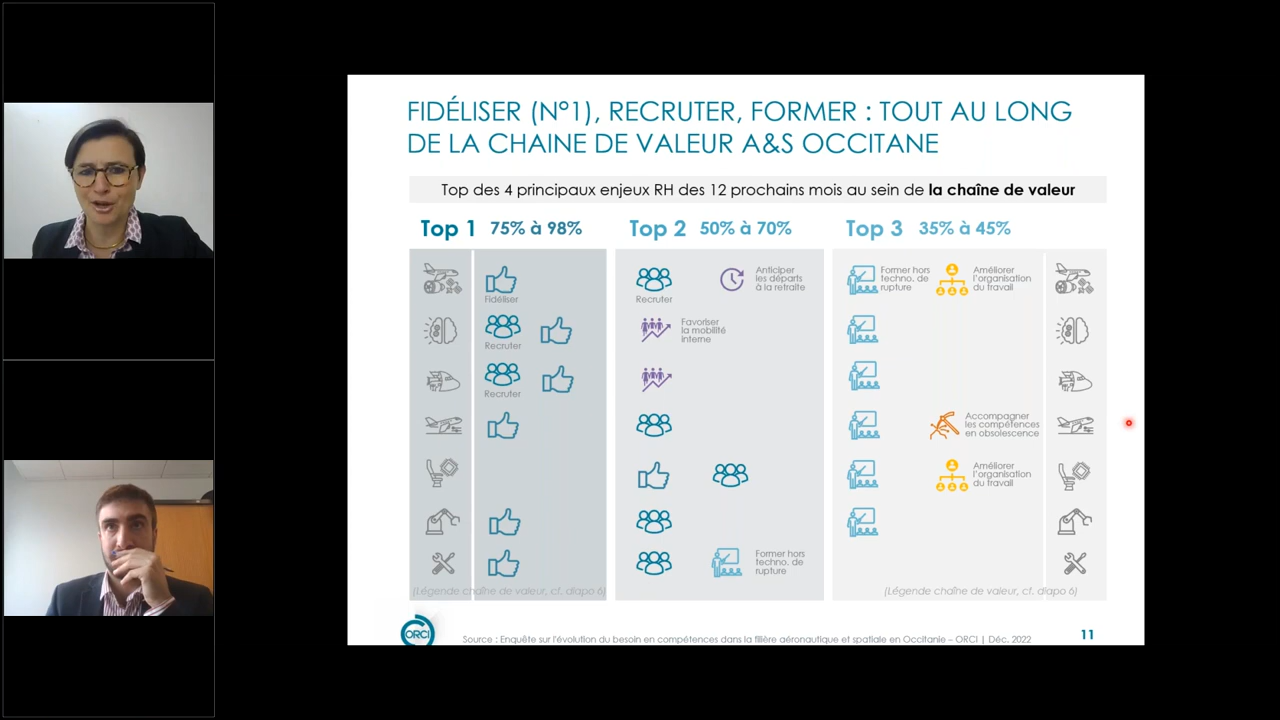 FIDÉLISER (N°1), RECRUTER, FORMER : TOUT AU LONG
DE LA CHAINE DE VALEUR A&S OCCITANE
Top des 4 principaux enjeux RH des 12 prochains mois au sein de la chaîne de valeur
Top 1 75% à 98%
Top 2 50% à 70%
Top 3 35% à 45%
Fidéliser
Recruter
Anticiper
les départs
à la retraite
Former hors
techno. de
rupture
Améliorer
l'organisation
du travail
Recruter
Favoriser
la mobilité
interne
Recruter
Accompagner
les compétences
en obsolescence
Améliorer
l'organisation
du travail
Former hors
techno. de
rupture
(Légende chaîne de valeur, cf. diapo 6)
(Légende chaîne de valeur, cf. diapo 6)
ORCI
Source : Enquête sur l'évolution du besoin en compétences dans la filière aéronautique et spatiale en Occitanie – ORCI | Déc. 2022
11